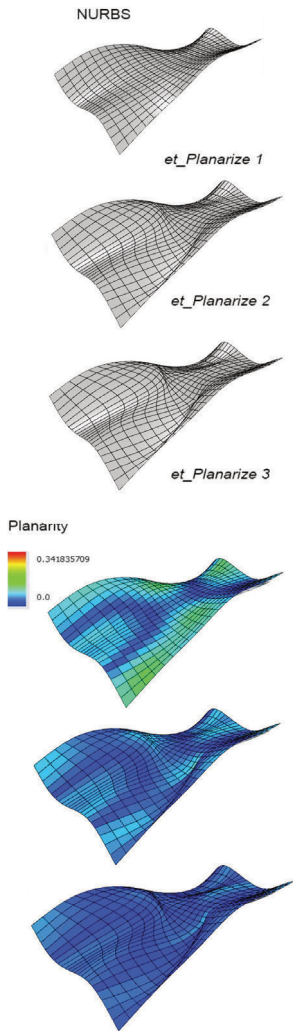 NURBS
et_Planarize 1
et_Planarize 2
et_Planarize 3
Planarity
0.341835709
0.0